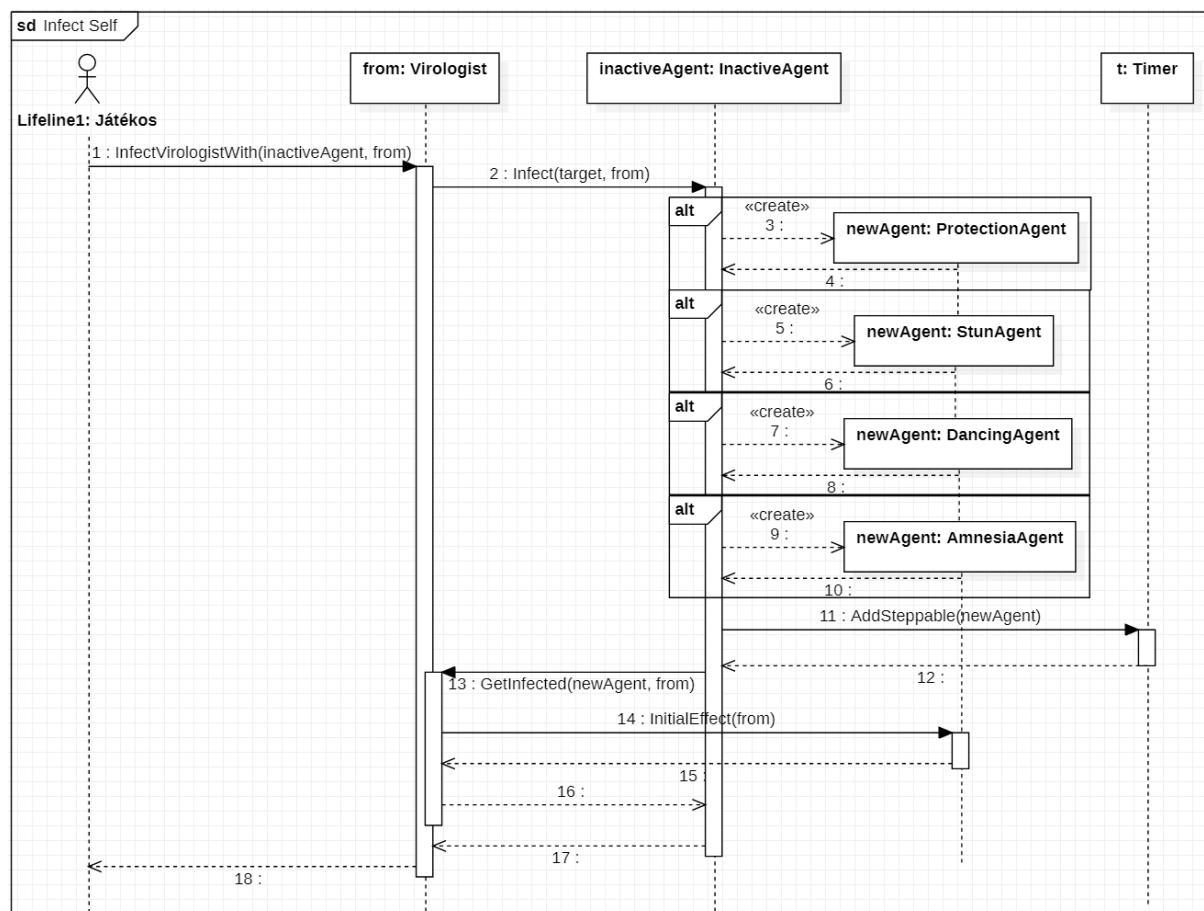 sd Infect Self
from: Virologist
inactiveAgent: InactiveAgent
t: Timer
Lifeline1: Játékos
1 : InfectVirologistWith(inactiveAgent, from)
2 : Infect(target, from)
alt
«create»
3 :
newAgent: ProtectionAgent
4 :
alt
«create»
5 :
newAgent: StunAgent
6 :
alt
«create»
7 :
newAgent: DancingAgent
8 :
alt
«create»
9 :
newAgent: AmnesiaAgent
10 :
11 : AddSteppable(newAgent)
12 :
13 : GetInfected(newAgent, from)
14 : InitialEffect(from)
15 :
16 :
17 :
18 :